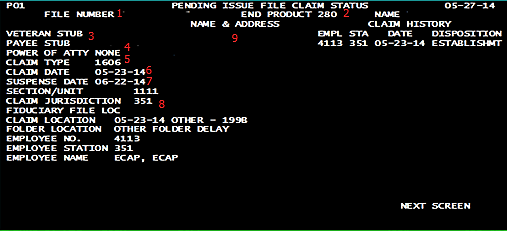 P01 PENDING ISSUE FILE CLAIM STATUS 05-27-14
FILE NUMBER 1 END PRODUCT 280 2 NAME
NAME & ADDRESS CLAIM HISTORY
VETERAN STUB 3 9 EMPL STA DATE DISPOSITION
PAYEE STUB 4113 351 05-23-14 ESTABLISHMT
POWER OF ATTY NONE 4
CLAIM TYPE 1606 5
CLAIM DATE 05-23-14 6
SUSPENSE DATE 06-22-14 7
SECTION/UNIT 1111
CLAIM JURISDICTION 351 8
FIDUCIARY FILE LOC
CLAIM LOCATION 05-23-14 OTHER - 199B
FOLDER LOCATION OTHER FOLDER DELAY
EMPLOYEE NO. 4113
EMPLOYEE STATION 351
EMPLOYEE NAME ECAP, ECAP
NEXT SCREEN